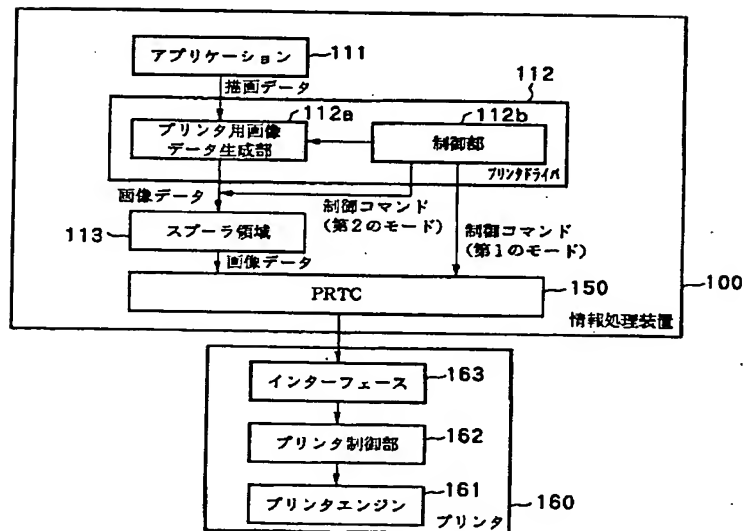 アプリケーション
111
描画データ
112
112a
112b
プリンタ用画像
データ生成部
制御部
プリンタドライバ
画像データ
制御コマンド
(第2のモード)
制御コマンド
(第1のモード)
113
スプーラ領域
画像データ
PRTC
150
100
情報処理装置
インターフェース
163
プリンタ制御部
162
プリンタエンジン
161
160
プリンタ